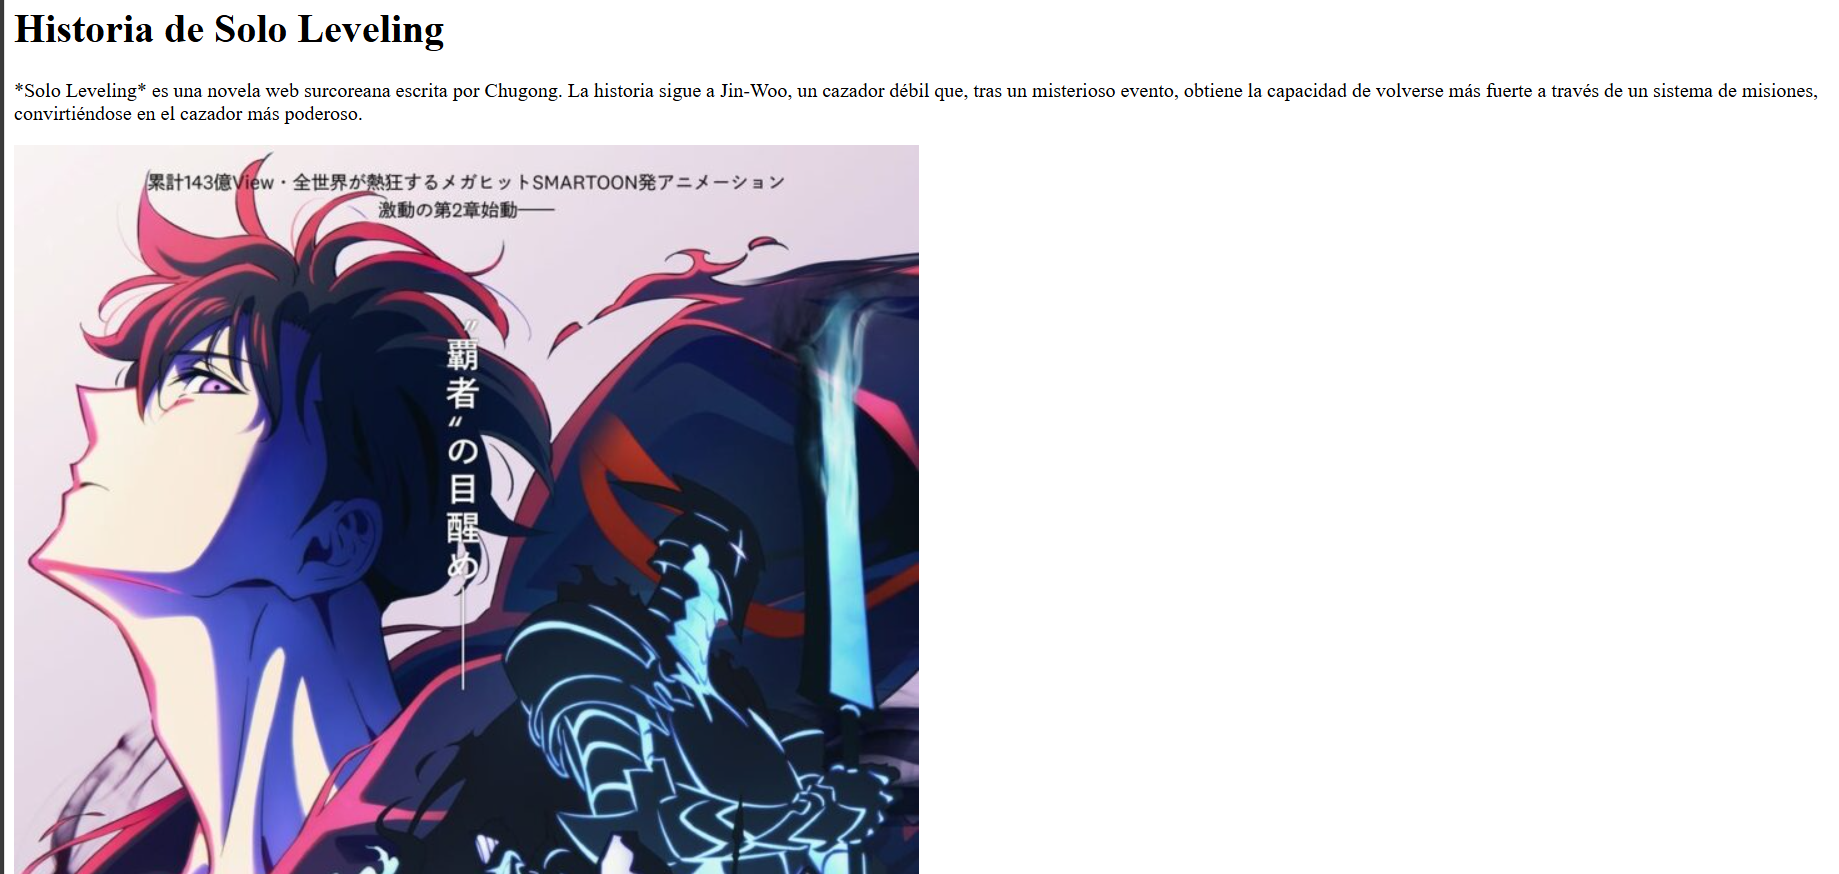 Historia de Solo Leveling
*Solo Leveling* es una novela web surcoreana escrita por Chugong. La historia sigue a Jin-Woo, un cazador débil que, tras un misterioso evento, obtiene la capacidad de volverse más fuerte a través de un sistema de misiones,
convirtiéndose en el cazador más poderoso.
累計143億View・全世界が熱狂するメガヒットSMARTOON発アニメーション
激動の第2章始動──
〝覇者〟の目醒め──